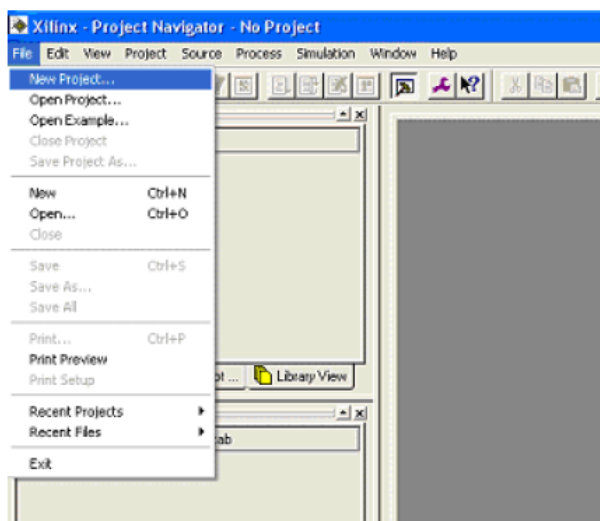 Xilinx - Project Navigator - No Project
File Edit View Project Source Process Simulation Window Help
New Project...
Open Project...
Open Example...
Close Project
Save Project As...
New Ctrl+N
Open... Ctrl+O
Close
Save Ctrl+S
Save As...
Save All
Print... Ctrl+P
Print Preview
Print Setup
ot ... Library View
Recent Projects
Recent Files
tab
Exit